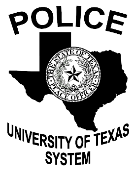 POLICE
UNIVERSITY OF TEXAS
SYSTEM